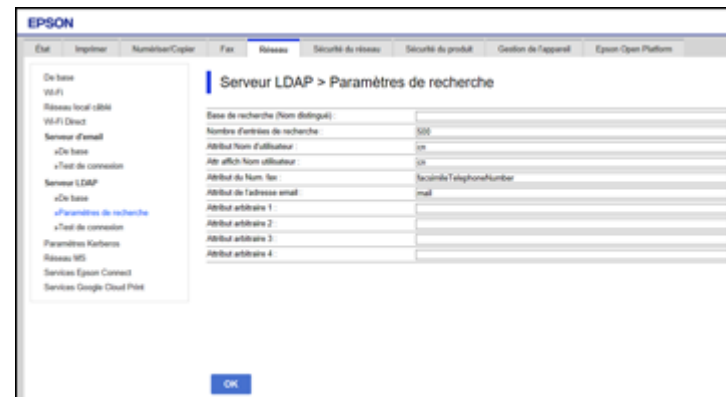 EPSON
État Imprimer Numériser/Copier Fax Réseau Sécurité du réseau Sécurité du produit Gestion de l'appareil Epson Open Platform
De base
Wi-Fi
Réseau local câblé
Wi-Fi Direct
Serveur d'email
»De base
»Test de connexion
Serveur LDAP
»De base
»Paramètres de recherche
»Test de connexion
Paramètres Kerberos
Réseau MS
Services Epson Connect
Services Google Cloud Print
Serveur LDAP > Paramètres de recherche
Base de recherche (Nom distingué) :
Nombre d'entrées de recherche : 500
Attribut Nom d'utilisateur : cn
Attr affich Nom utilisateur : cn
Attribut du Num. fax : facsimileTelephoneNumber
Attribut de l'adresse email : mail
Attribut arbitraire 1 :
Attribut arbitraire 2 :
Attribut arbitraire 3 :
Attribut arbitraire 4 :
OK